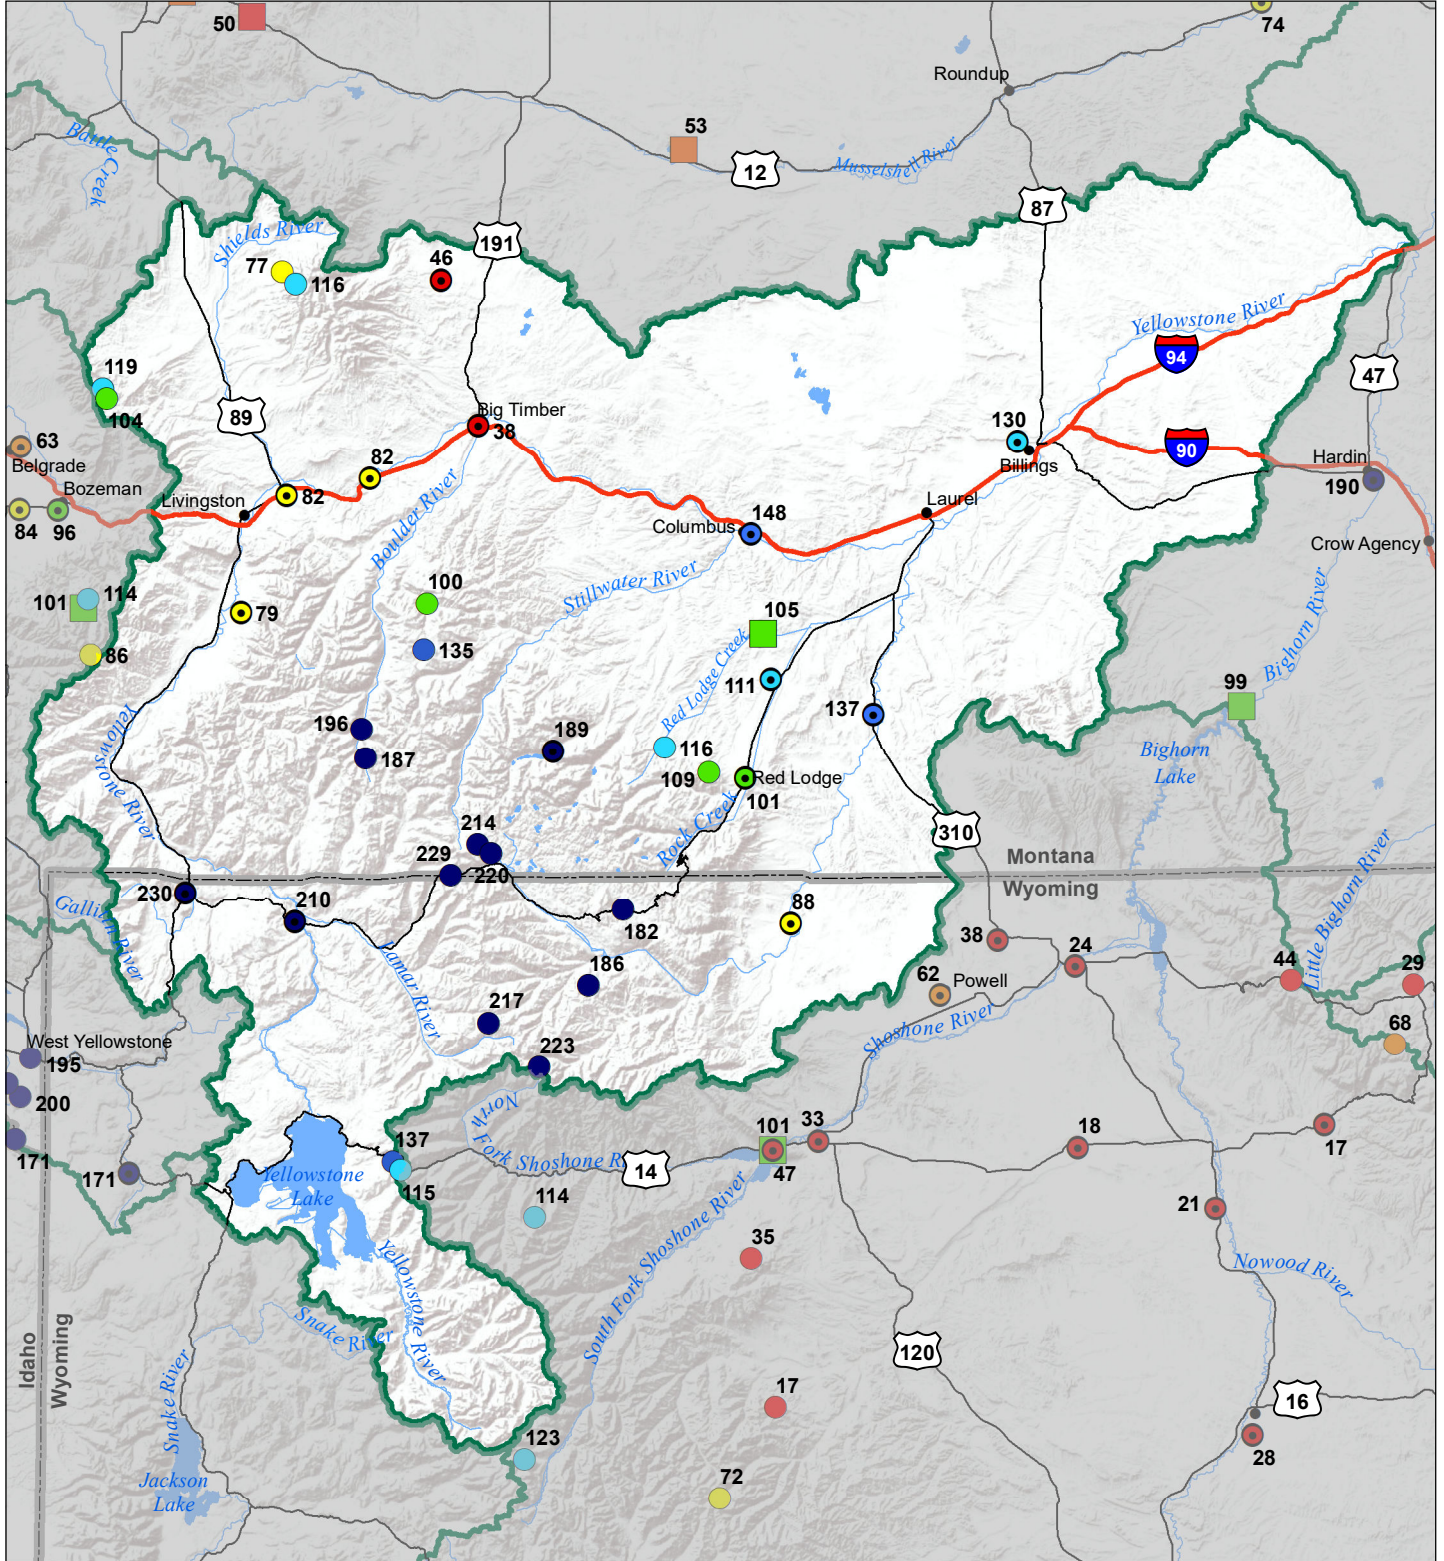 50
74
Roundup
53
12
Musselshell River
Battle
Creek
87
191
Shields River
77
116
46
Yellowstone River
94
47
119
104
89
Big Timber
38
130
90
Billings
Hardin
190
63
Belgrade
Bozeman
84
96
Livingston
82
82
Laurel
148
Columbus
Crow Agency
Boulder River
Stillwater River
100
135
101
114
86
79
105
Red Lodge Creek
111
137
Bighorn River
99
Bighorn
Lake
Yellowstone River
196
187
189
116
109
Red Lodge
101
Rock Creek
310
214
229
220
Montana
Wyoming
Little Bighorn River
Gallatin River
230
210
182
88
38
24
44
29
Lamar River
186
62
Powell
Shoshone River
217
223
68
West Yellowstone
195
200
171
171
North
Fork Shoshone R
137
115
Yellowstone
Lake
14
101
47
33
18
17
114
21
35
South Fork Shoshone River
Nowood River
Yellowstone River
Snake River
Idaho
Wyoming
Snake River
120
16
17
28
123
72
Jackson
Lake